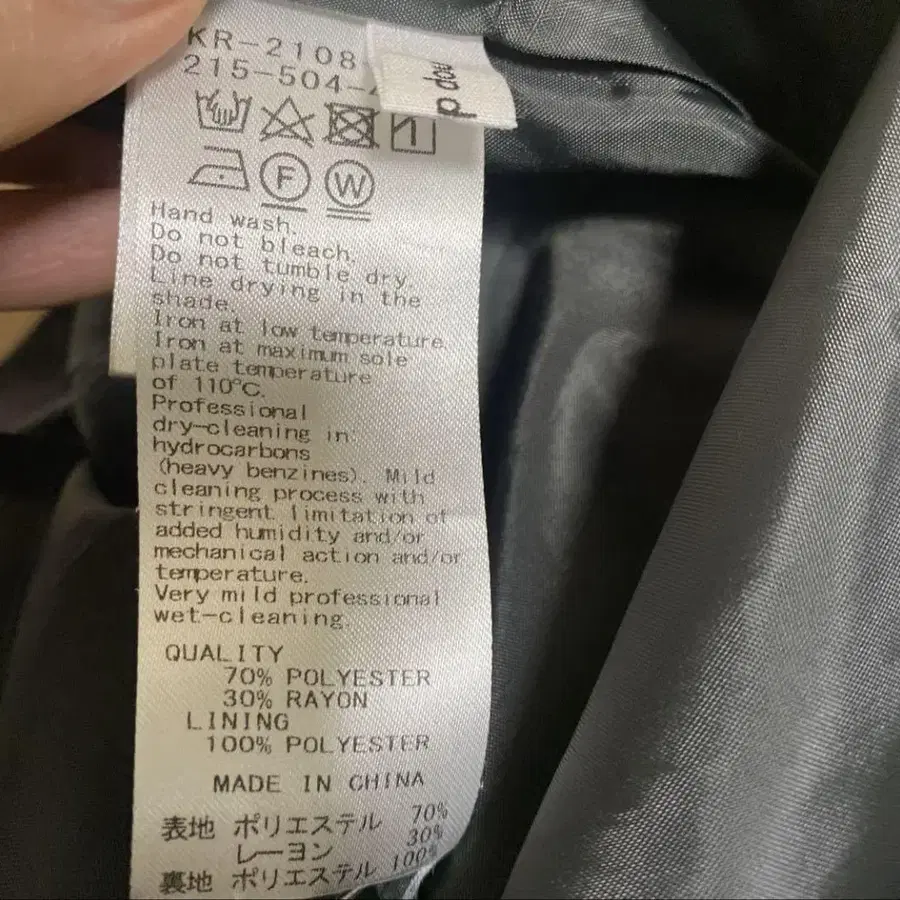 KR-2108
215-504-
p dow
F W
Hand wash.
Do not bleach.
Do not tumble dry.
Line drying in the
shade.
Iron at low temperature.
Iron at maximum sole
plate temperature
of 110℃.
Professional
dry-cleaning in
hydrocarbons
(heavy benzines). Mild
cleaning process with
stringent limitation of
added humidity and/or
mechanical action and/or
temperature.
Very mild professional
wet-cleaning.
QUALITY
70% POLYESTER
30% RAYON
LINING
100% POLYESTER
MADE IN CHINA
表地 ポリエステル 70%
レーヨン 30%
裏地 ポリエステル 100%